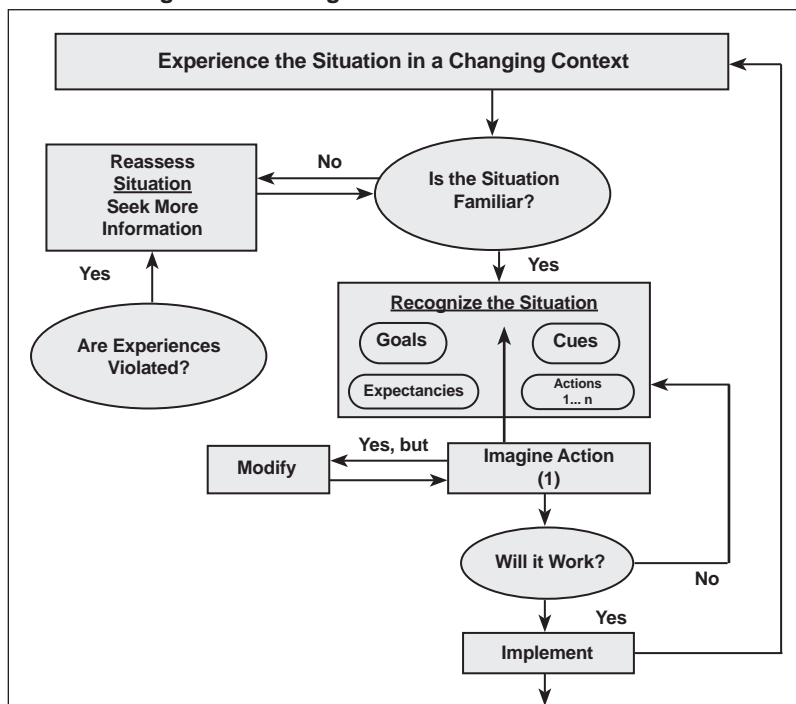 Experience the Situation in a Changing Context
Reassess
Situation
Seek More
Information
No
Is the Situation
Familiar?
Yes
Yes
Recognize the Situation
Goals
Cues
Expectancies
Actions
1... n
Are Experiences
Violated?
Yes, but
Modify
Imagine Action
(1)
Will it Work?
No
Yes
Implement